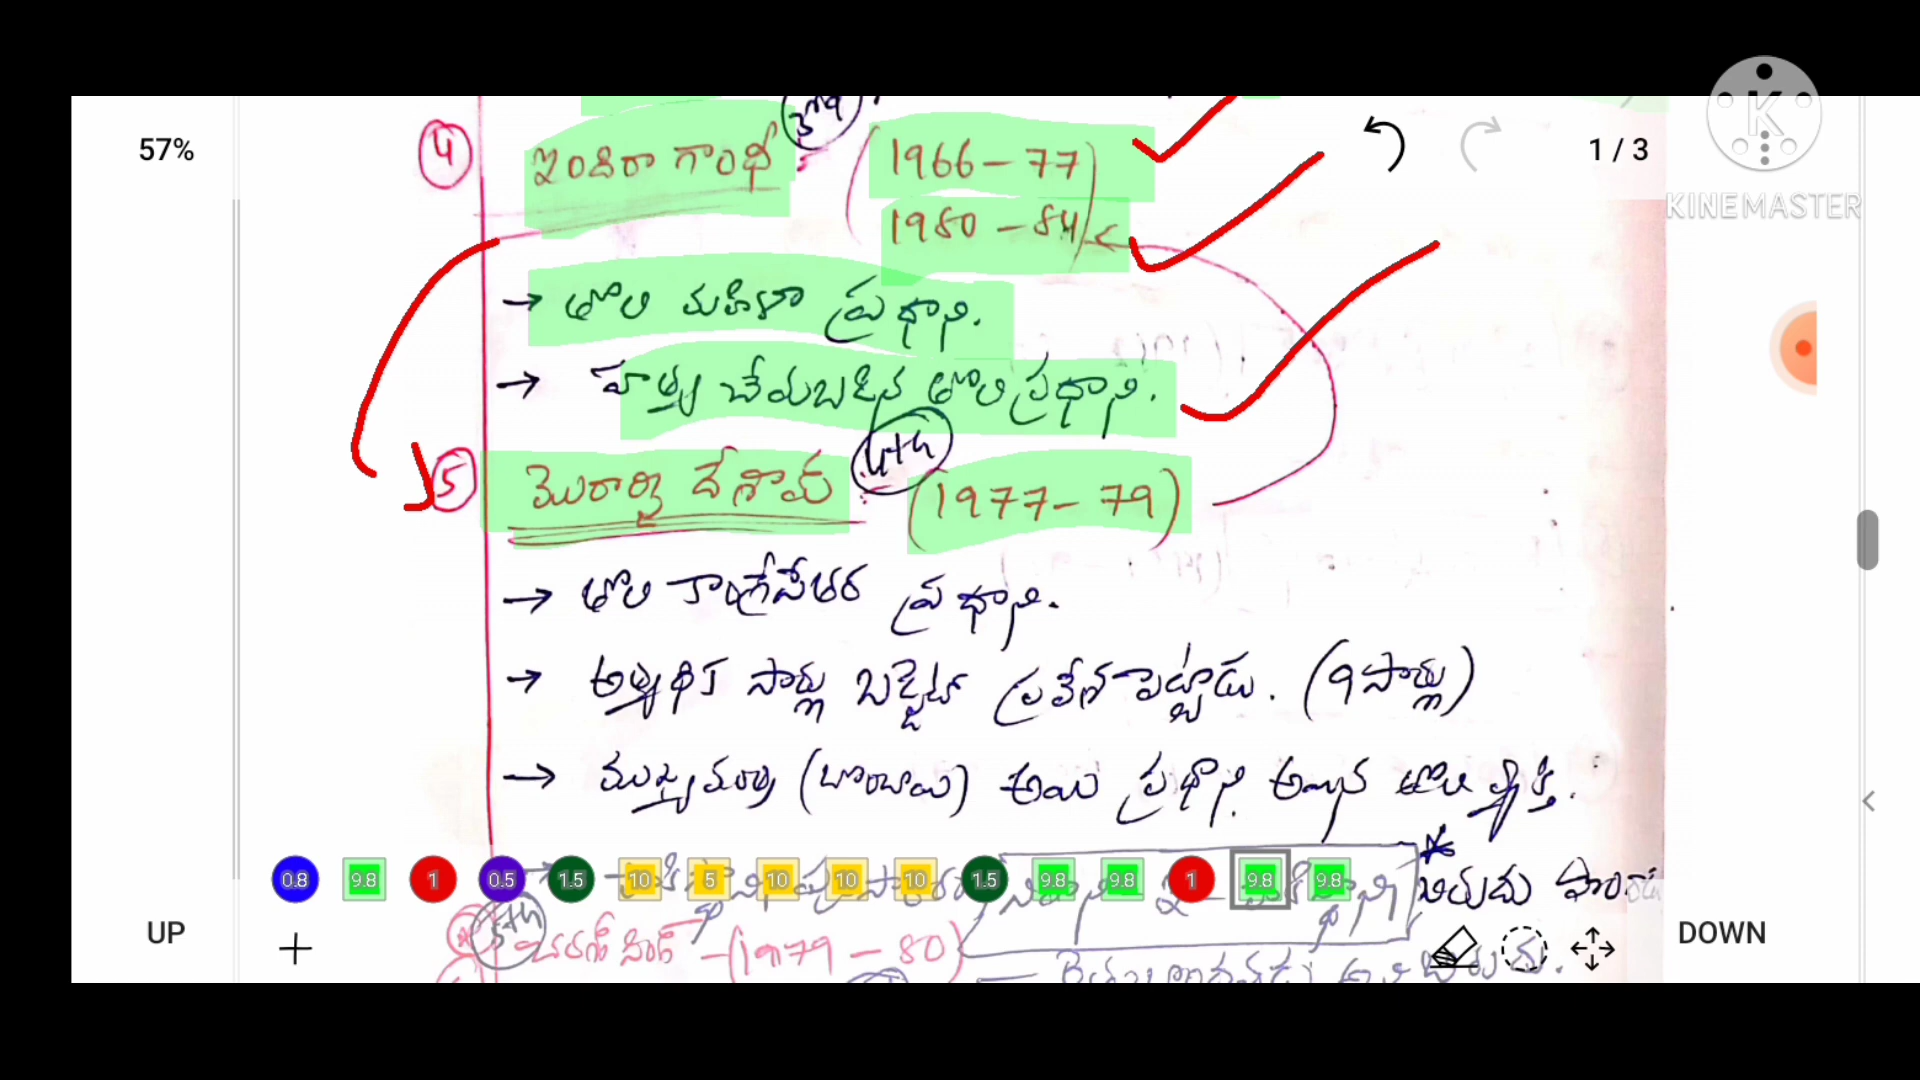 57%
3rd
④ ఇందిరా గాంధీ (1966 - 77)
1980 - 84
1 / 3
KINEMASTER
→ తొలి మహిళా ప్రధాని.
→ హత్య చేయబడిన తొలి ప్రధాని.
⑤ మొరార్జి దేశాయ్ 4th (1977 - 79)
→ తొలి కాంగ్రేసేతర ప్రధాని.
→ అత్యధిక సార్లు బడ్జెట్ ప్రవేశపెట్టాడు. (9సార్లు)
→ ముఖ్యమంత్రి (బొంబాయి) అయి ప్రధాని అయిన తొలి వ్యక్తి.
0.8 9.8 1 0.5 1.5 10 5 10 10 10 1.5 9.8 9.8 1 9.8 9.8
బిరుదు
UP
5th చరణ్ సింగ్ - (1979 - 80)
DOWN